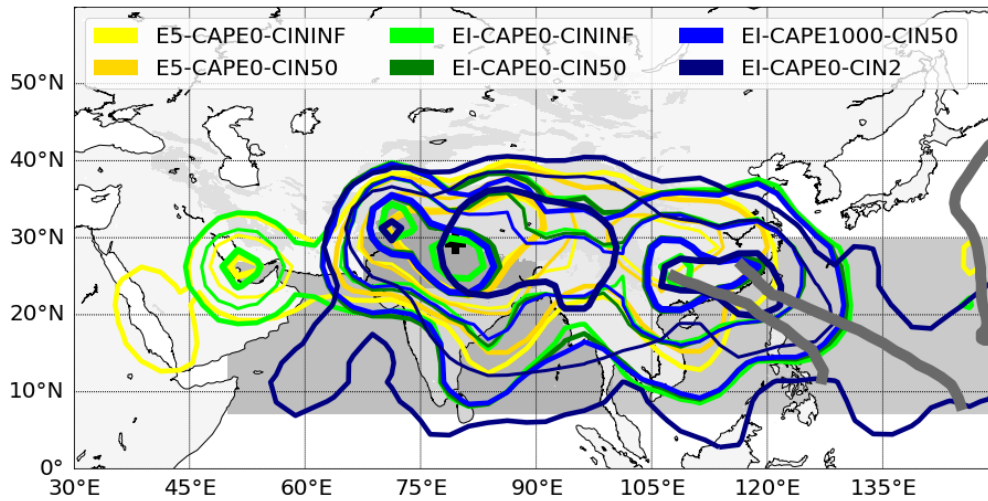 E5-CAPE0-CININF EI-CAPE0-CININF EI-CAPE1000-CIN50
E5-CAPE0-CIN50 EI-CAPE0-CIN50 EI-CAPE0-CIN2
50°N
40°N
30°N
20°N
10°N
0°
30°E 45°E 60°E 75°E 90°E 105°E 120°E 135°E